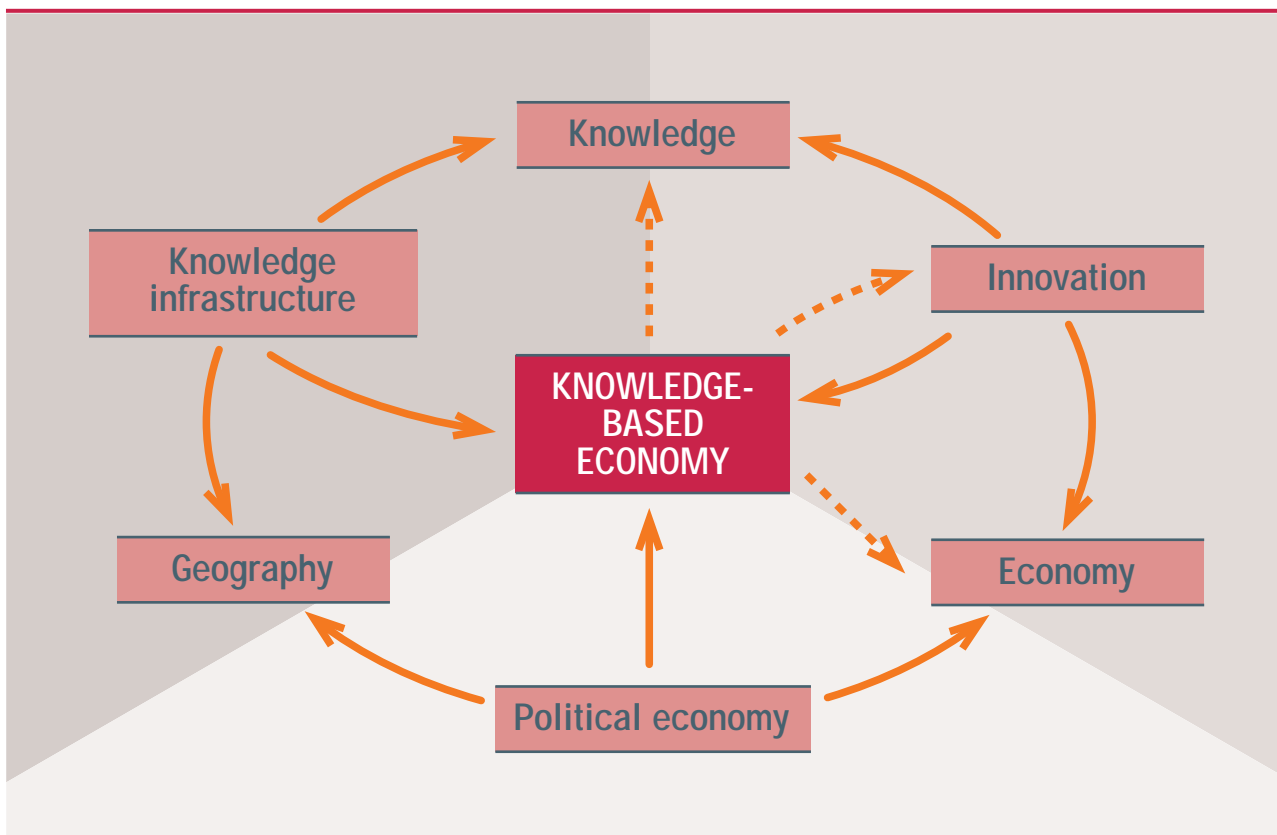 Knowledge
Knowledge
infrastructure
Innovation
KNOWLEDGE-
BASED
ECONOMY
Geography
Economy
Political economy